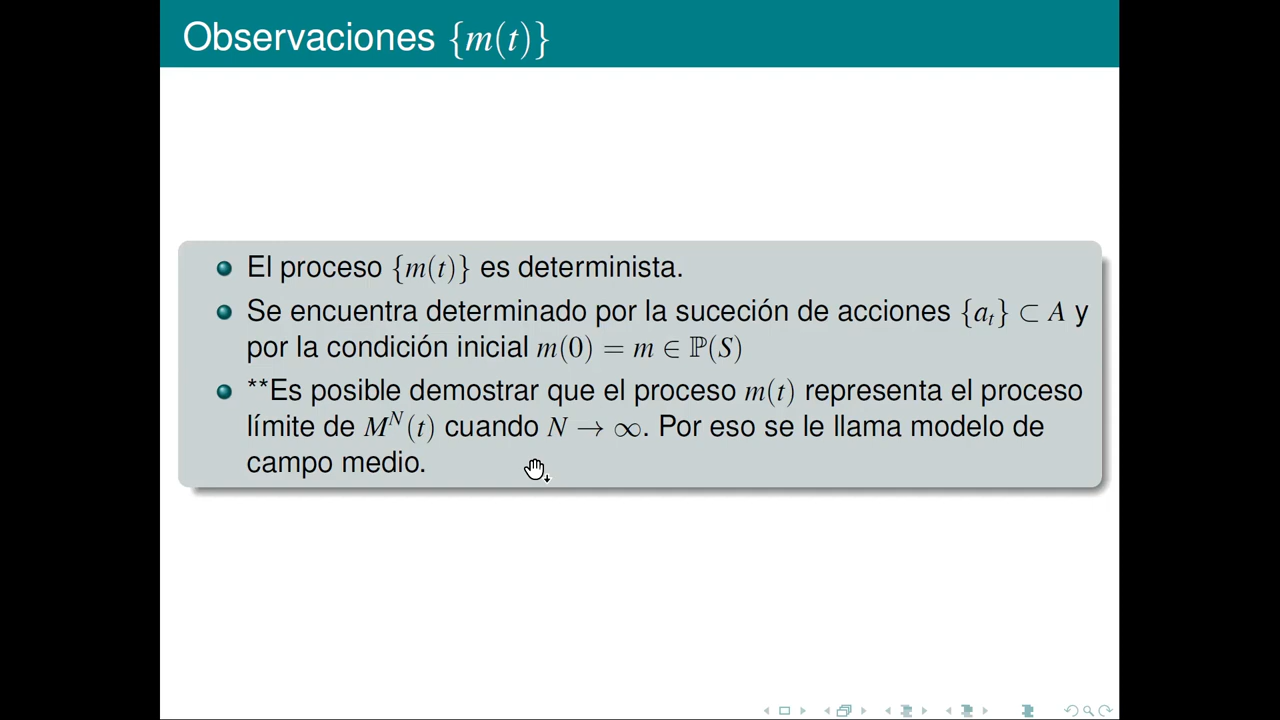 Observaciones {m(t)}
El proceso {m(t)} es determinista.
Se encuentra determinado por la suceción de acciones {aₜ} ⊂ A y
por la condición inicial m(0) = m ∈ ℙ(S)
**Es posible demostrar que el proceso m(t) representa el proceso
límite de Mᴺ(t) cuando N → ∞. Por eso se le llama modelo de
campo medio.